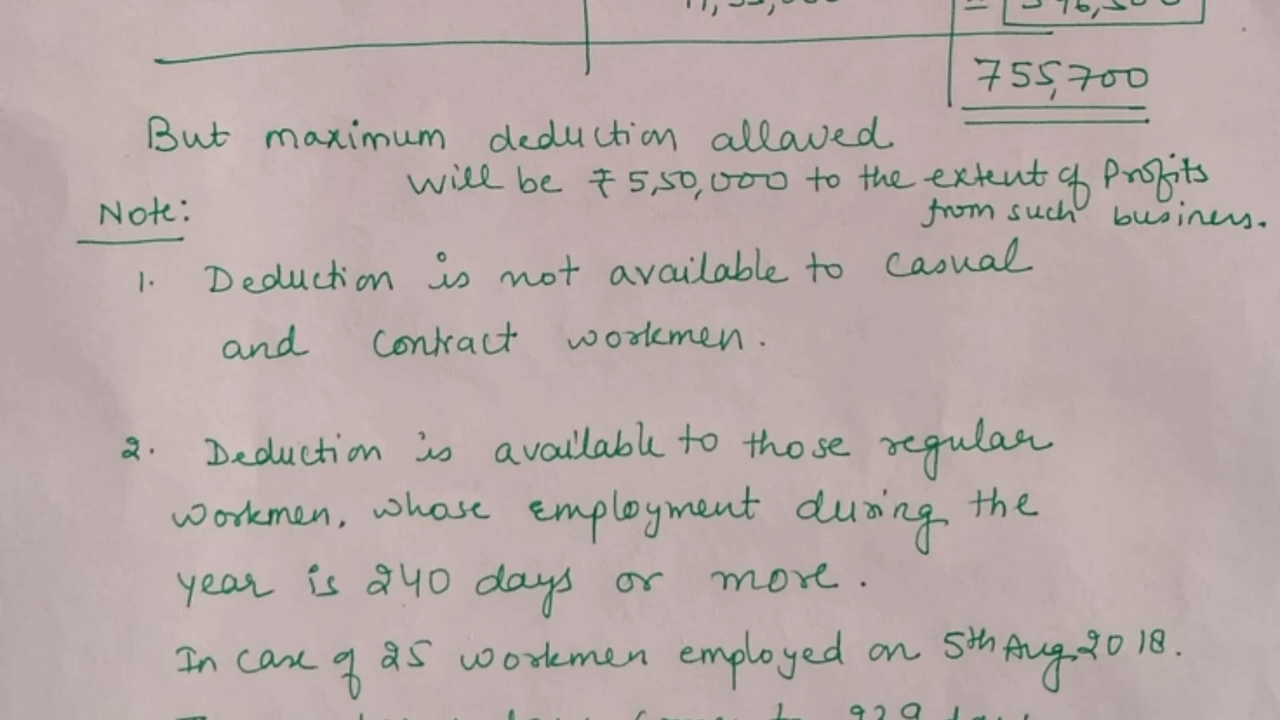 755,700
But maximum deduction allawed
will be ₹5,50,000 to the extent of Profits
from such business.
Note:
1. Deduction is not available to casual
and contract workmen.
2. Deduction is available to those regular
workmen, whose employment during the
year is 240 days or more.
In case of 25 workmen employed on 5th Aug 2018.